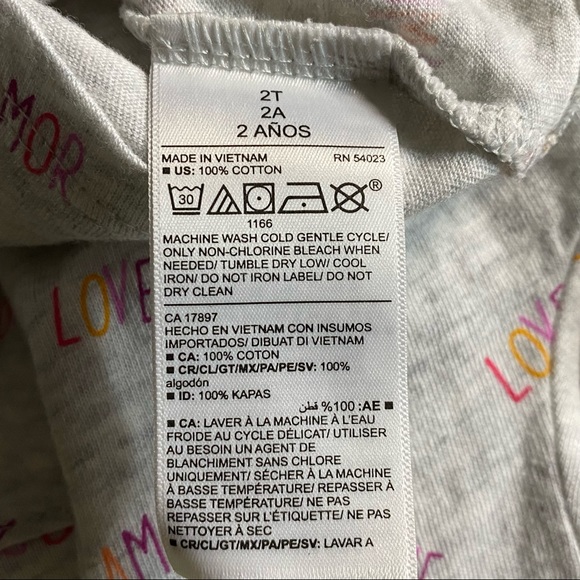 2T
2A
2 AÑOS
MADE IN VIETNAM RN 54023
■ US: 100% COTTON
30 ®
1166
MACHINE WASH COLD GENTLE CYCLE/
ONLY NON-CHLORINE BLEACH WHEN
NEEDED/ TUMBLE DRY LOW/ COOL
IRON/ DO NOT IRON LABEL/ DO NOT
DRY CLEAN
CA 17897
HECHO EN VIETNAM CON INSUMOS
IMPORTADOS/ DIBUAT DI VIETNAM
■ CA: 100% COTON
■ CR/CL/GT/MX/PA/PE/SV: 100%
algodón
■ ID: 100% KAPAS
■ AE: 100% قطن
■ CA: LAVER À LA MACHINE À L'EAU
FROIDE AU CYCLE DÉLICAT/ UTILISER
AU BESOIN UN AGENT DE
BLANCHIMENT SANS CHLORE
UNIQUEMENT/ SÉCHER À LA MACHINE
À BASSE TEMPÉRATURE/ REPASSER À
BASSE TEMPÉRATURE/ NE PAS
REPASSER SUR L'ÉTIQUETTE/ NE PAS
NETTOYER À SEC
■ CR/CL/GT/MX/PA/PE/SV: LAVAR A
MOR
LOVE
LOVE
AM